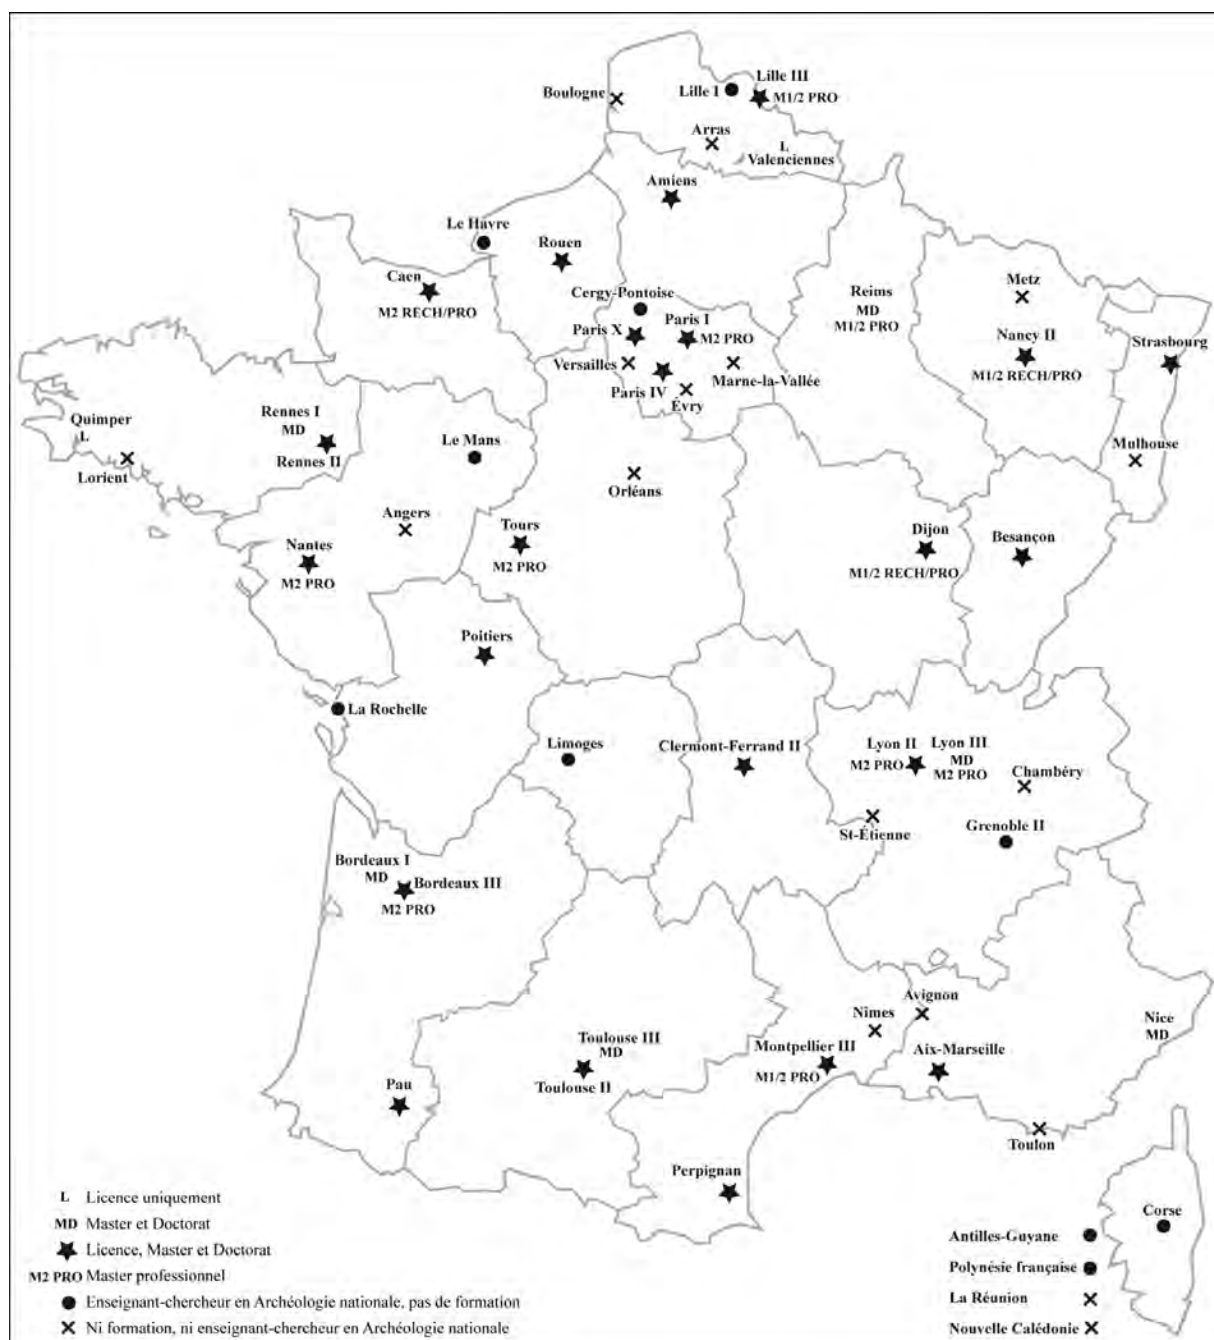 Lille III
Boulogne
Lille I
M1/2 PRO
Arras
L
Valenciennes
Amiens
Le Havre
Rouen
Caen
M2 RECH/PRO
Cergy-Pontoise
Reims
MD
M1/2 PRO
Metz
Paris X
Paris I
M2 PRO
Nancy II
M1/2 RECH/PRO
Strasbourg
Versailles
Marne-la-Vallée
Paris IV
Évry
Quimper
L
Lorient
Rennes I
MD
Rennes II
Le Mans
Mulhouse
Orléans
Angers
Nantes
M2 PRO
Tours
M2 PRO
Dijon
M1/2 RECH/PRO
Besançon
Poitiers
La Rochelle
Limoges
Clermont-Ferrand II
Lyon II
M2 PRO
Lyon III
MD
M2 PRO
Chambéry
St-Étienne
Grenoble II
Bordeaux I
MD
Bordeaux III
M2 PRO
Avignon
Nîmes
Nice
MD
Toulouse III
MD
Toulouse II
Montpellier III
M1/2 PRO
Aix-Marseille
Pau
Toulon
Perpignan
Corse
L Licence uniquement
MD Master et Doctorat
Licence, Master et Doctorat
M2 PRO Master professionnel
Enseignant-chercheur en Archéologie nationale, pas de formation
Ni formation, ni enseignant-chercheur en Archéologie nationale
Antilles-Guyane
Polynésie française
La Réunion
Nouvelle Calédonie